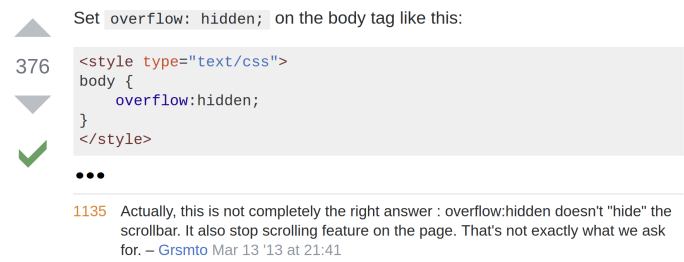 Set overflow: hidden; on the body tag like this:
376
<style type="text/css">
body {
    overflow:hidden;
}
</style>
•••
1135 Actually, this is not completely the right answer : overflow:hidden doesn't "hide" the
scrollbar. It also stop scrolling feature on the page. That's not exactly what we ask
for. – Grsmto Mar 13 '13 at 21:41